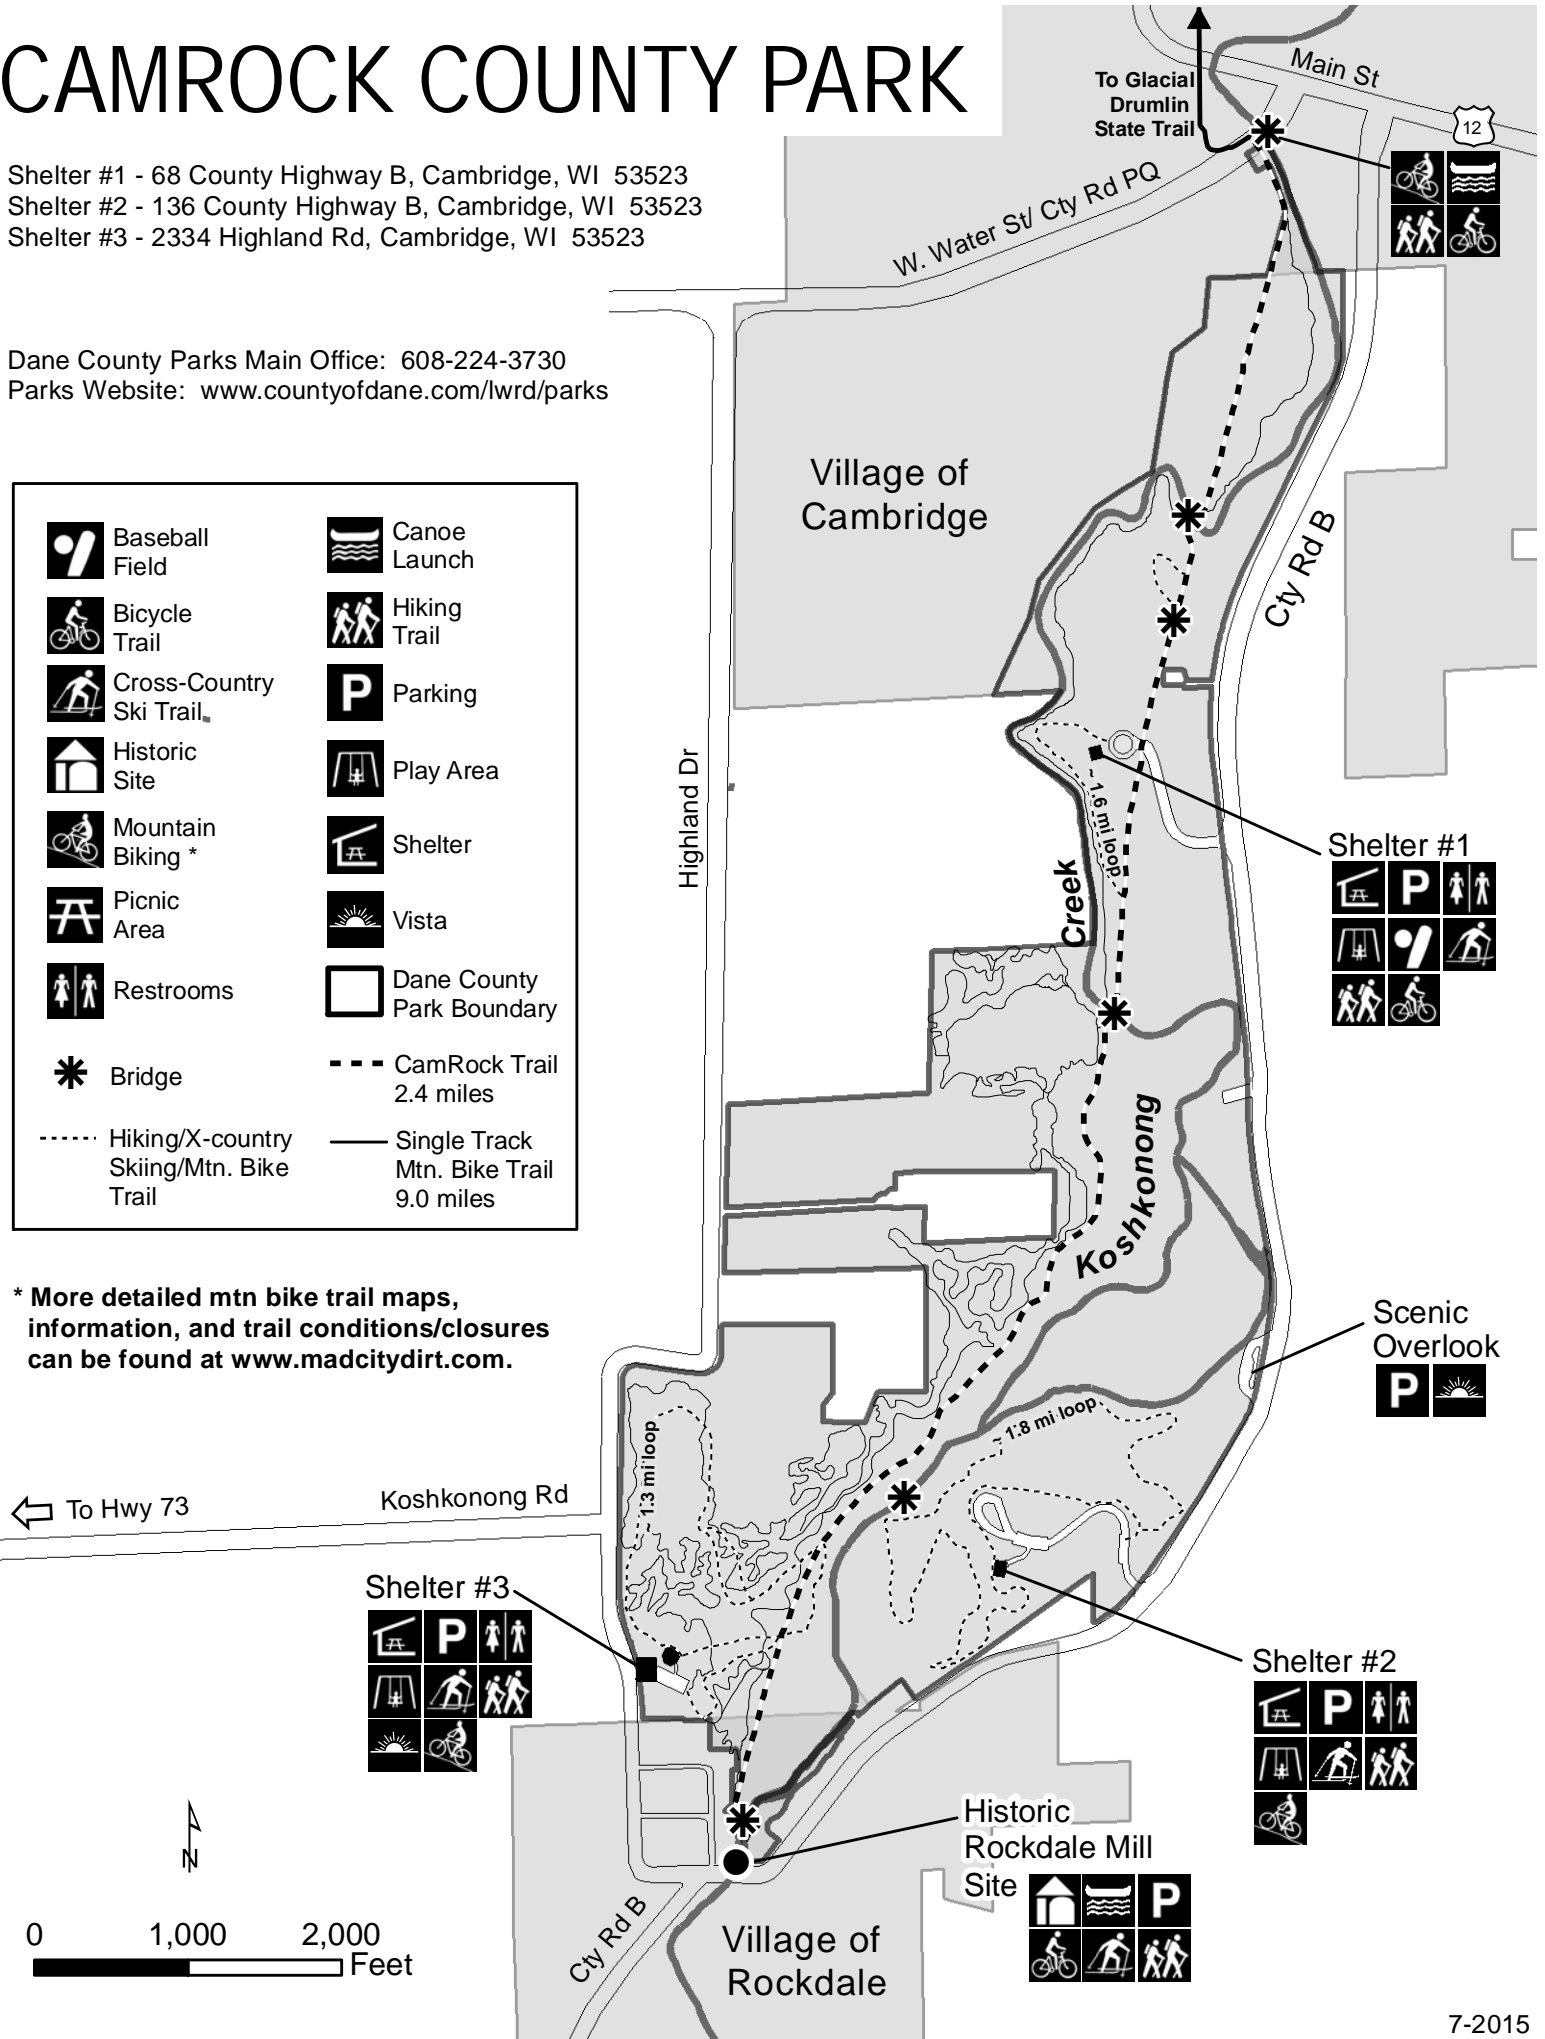 CAMROCK COUNTY PARK
Shelter #1 - 68 County Highway B, Cambridge, WI  53523
Shelter #2 - 136 County Highway B, Cambridge, WI  53523
Shelter #3 - 2334 Highland Rd, Cambridge, WI  53523
Dane County Parks Main Office:  608-224-3730
Parks Website:  www.countyofdane.com/lwrd/parks
To Glacial
Drumlin
State Trail
Main St
12
W. Water St/ Cty Rd PQ
Village of
Cambridge
Cty Rd B
Baseball
Field
Bicycle
Trail
Cross-Country
Ski Trail
Historic
Site
Mountain
Biking *
Picnic
Area
Restrooms
Bridge
Hiking/X-country
Skiing/Mtn. Bike
Trail
Canoe
Launch
Hiking
Trail
P
Parking
Play Area
Shelter
Vista
Dane County
Park Boundary
CamRock Trail
2.4 miles
Single Track
Mtn. Bike Trail
9.0 miles
* More detailed mtn bike trail maps,
information, and trail conditions/closures
can be found at www.madcitydirt.com.
Highland Dr
~ 1.6 mi loop
Creek
Koshkonong
Shelter #1
P
Scenic
Overlook
P
~ 1.8 mi loop
~ 1.3 mi loop
To Hwy 73
Koshkonong Rd
Shelter #3
P
Shelter #2
P
Historic
Rockdale Mill
Site
P
Cty Rd B
Village of
Rockdale
N
0
1,000
2,000
Feet
7-2015